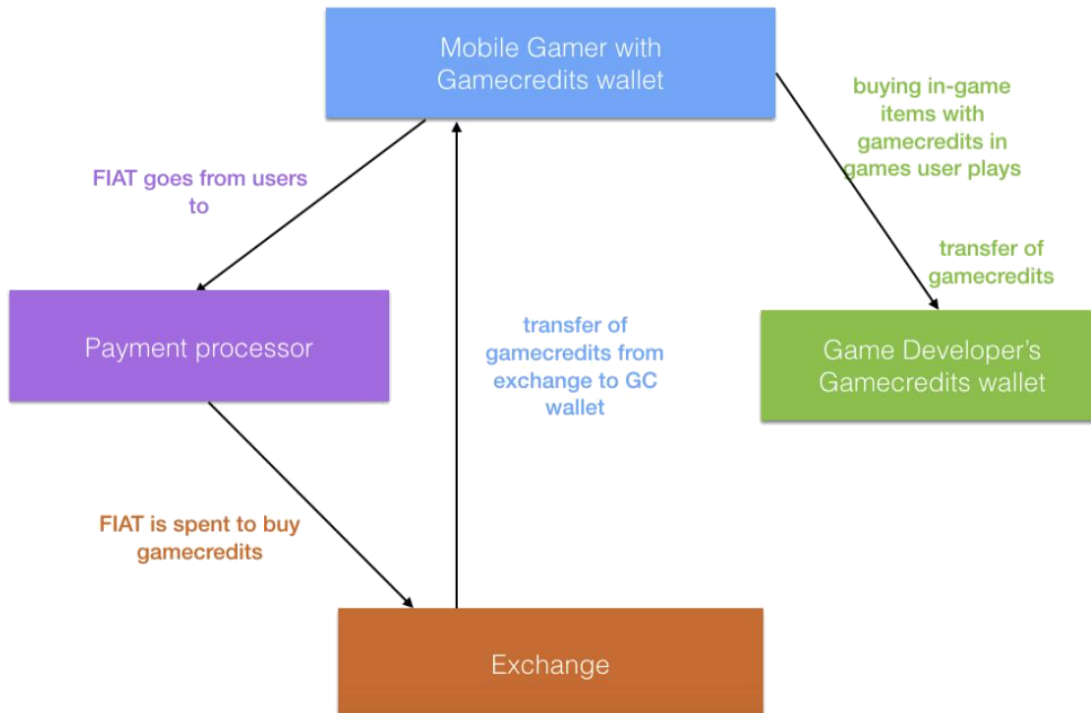 Mobile Gamer with
Gamecredits wallet
buying in-game
items with
gamecredits in
games user plays
FIAT goes from users
to
transfer of
gamecredits
Payment processor
transfer of
gamecredits from
exchange to GC
wallet
Game Developer's
Gamecredits wallet
FIAT is spent to buy
gamecredits
Exchange